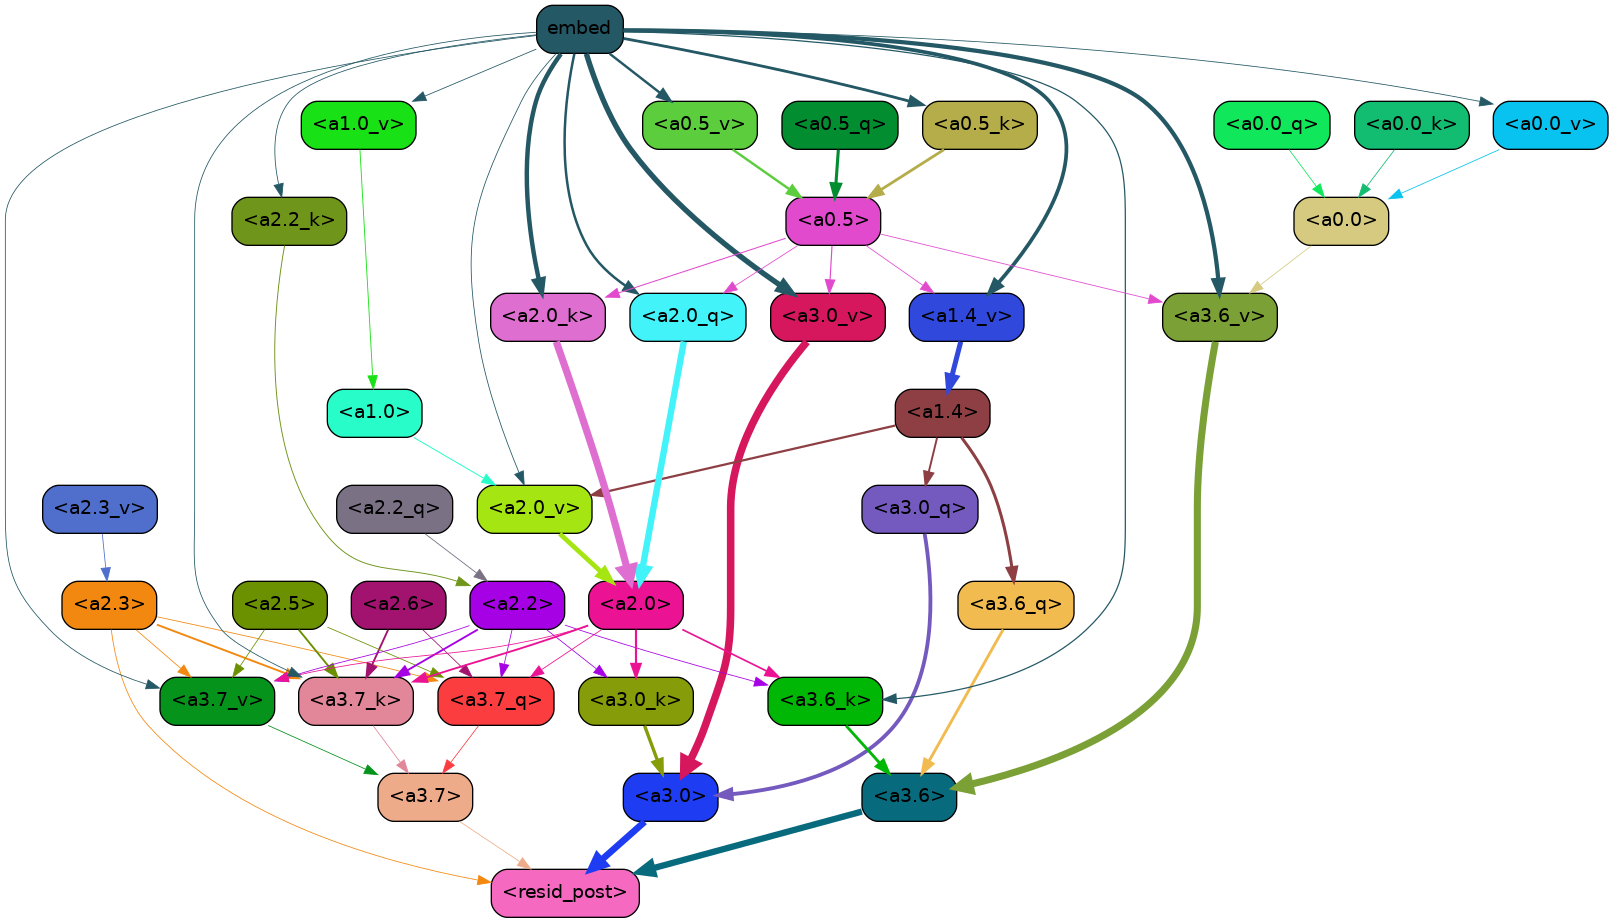 embed
<a1.0_v>
<a0.5_v>
<a0.5_q>
<a0.5_k>
<a0.0_q>
<a0.0_k>
<a0.0_v>
<a2.2_k>
<a0.5>
<a0.0>
<a2.0_k>
<a2.0_q>
<a3.0_v>
<a1.4_v>
<a3.6_v>
<a1.0>
<a1.4>
<a2.3_v>
<a2.2_q>
<a2.0_v>
<a3.0_q>
<a2.3>
<a2.5>
<a2.6>
<a2.2>
<a2.0>
<a3.6_q>
<a3.7_v>
<a3.7_k>
<a3.7_q>
<a3.0_k>
<a3.6_k>
<a3.7>
<a3.0>
<a3.6>
<resid_post>